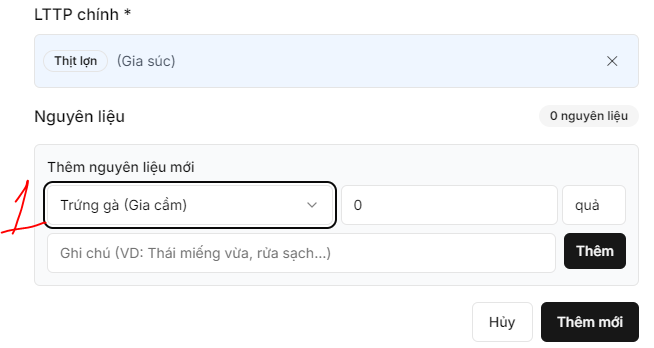 LTTP chính *
Thịt lợn (Gia súc)
Nguyên liệu 0 nguyên liệu
Thêm nguyên liệu mới
1 Trứng gà (Gia cầm) 0 quả
Ghi chú (VD: Thái miếng vừa, rửa sạch...) Thêm
Hủy Thêm mới